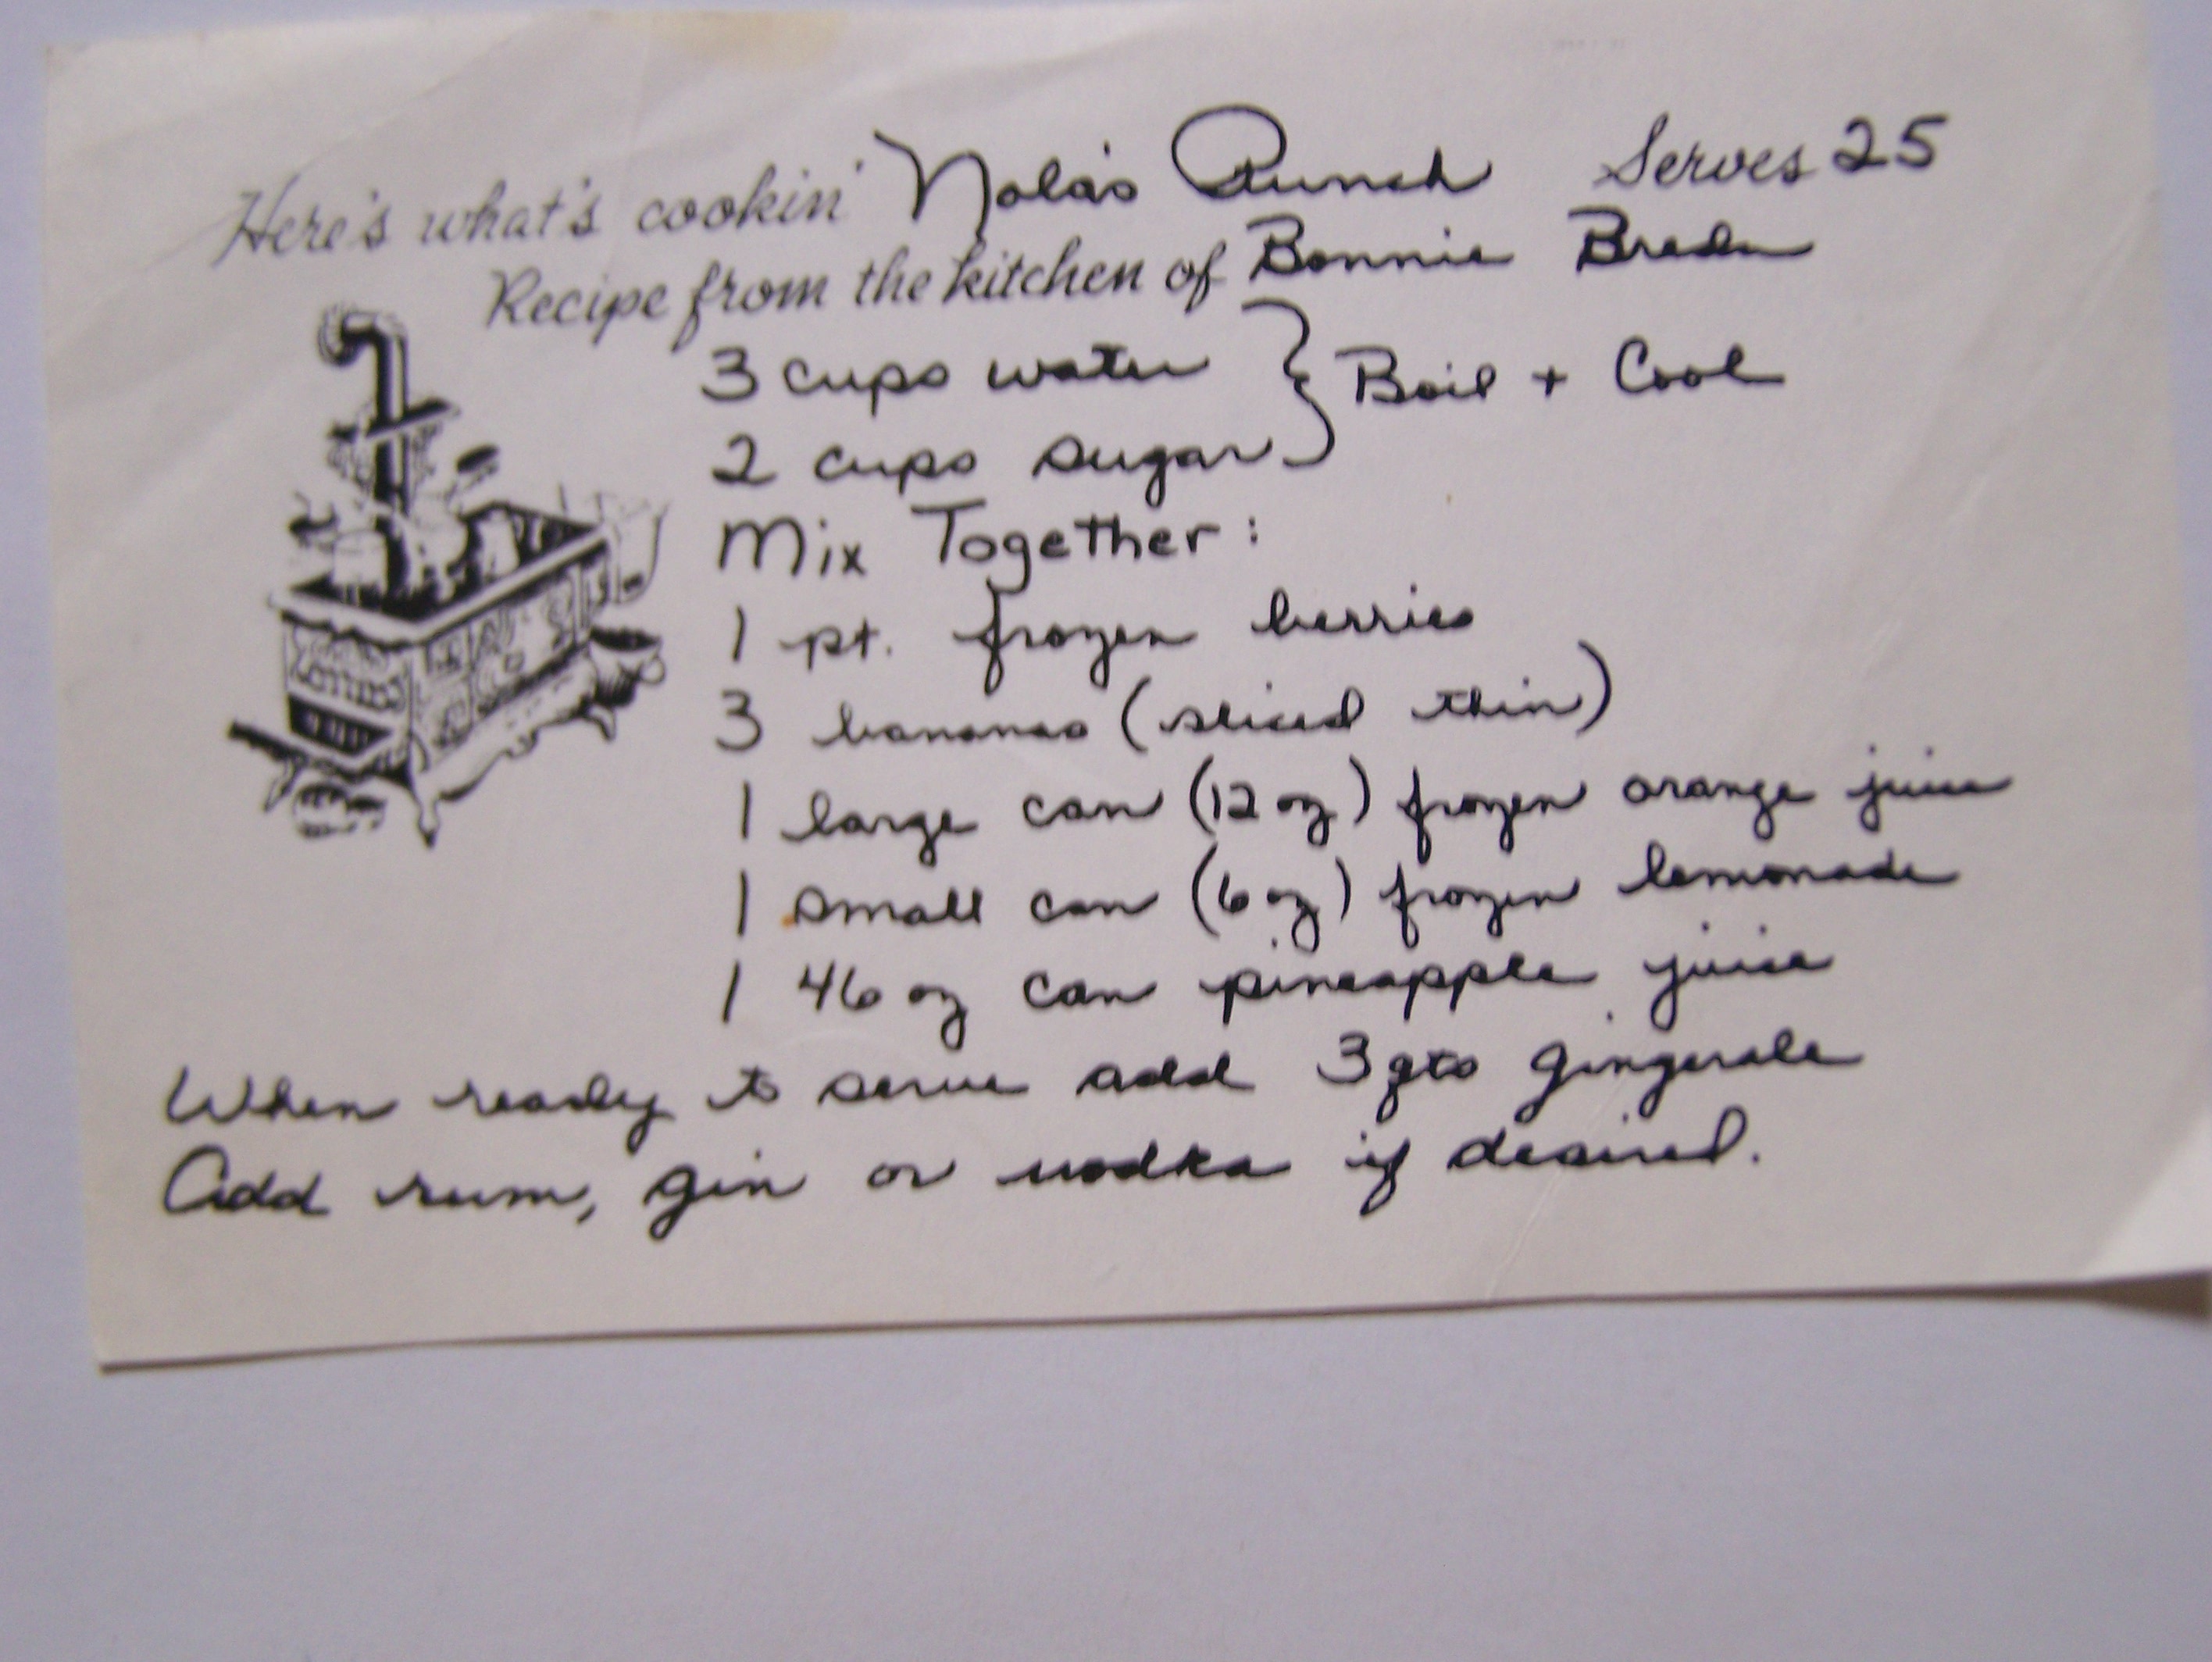 Here's what's cookin' Nola's Punch Serves 25
Recipe from the kitchen of Bonnie
3 cups water } Boil + Cool
2 cups sugar
Mix Together:
1 pt. frozen berries
3 bananas (sliced thin)
1 large can (12 oz) frozen orange juice
1 small can (6 oz) frozen lemonade
1 46 oz can pineapple juice
When ready to serve add 3 qts gingerale
Add rum, gin or vodka if desired.